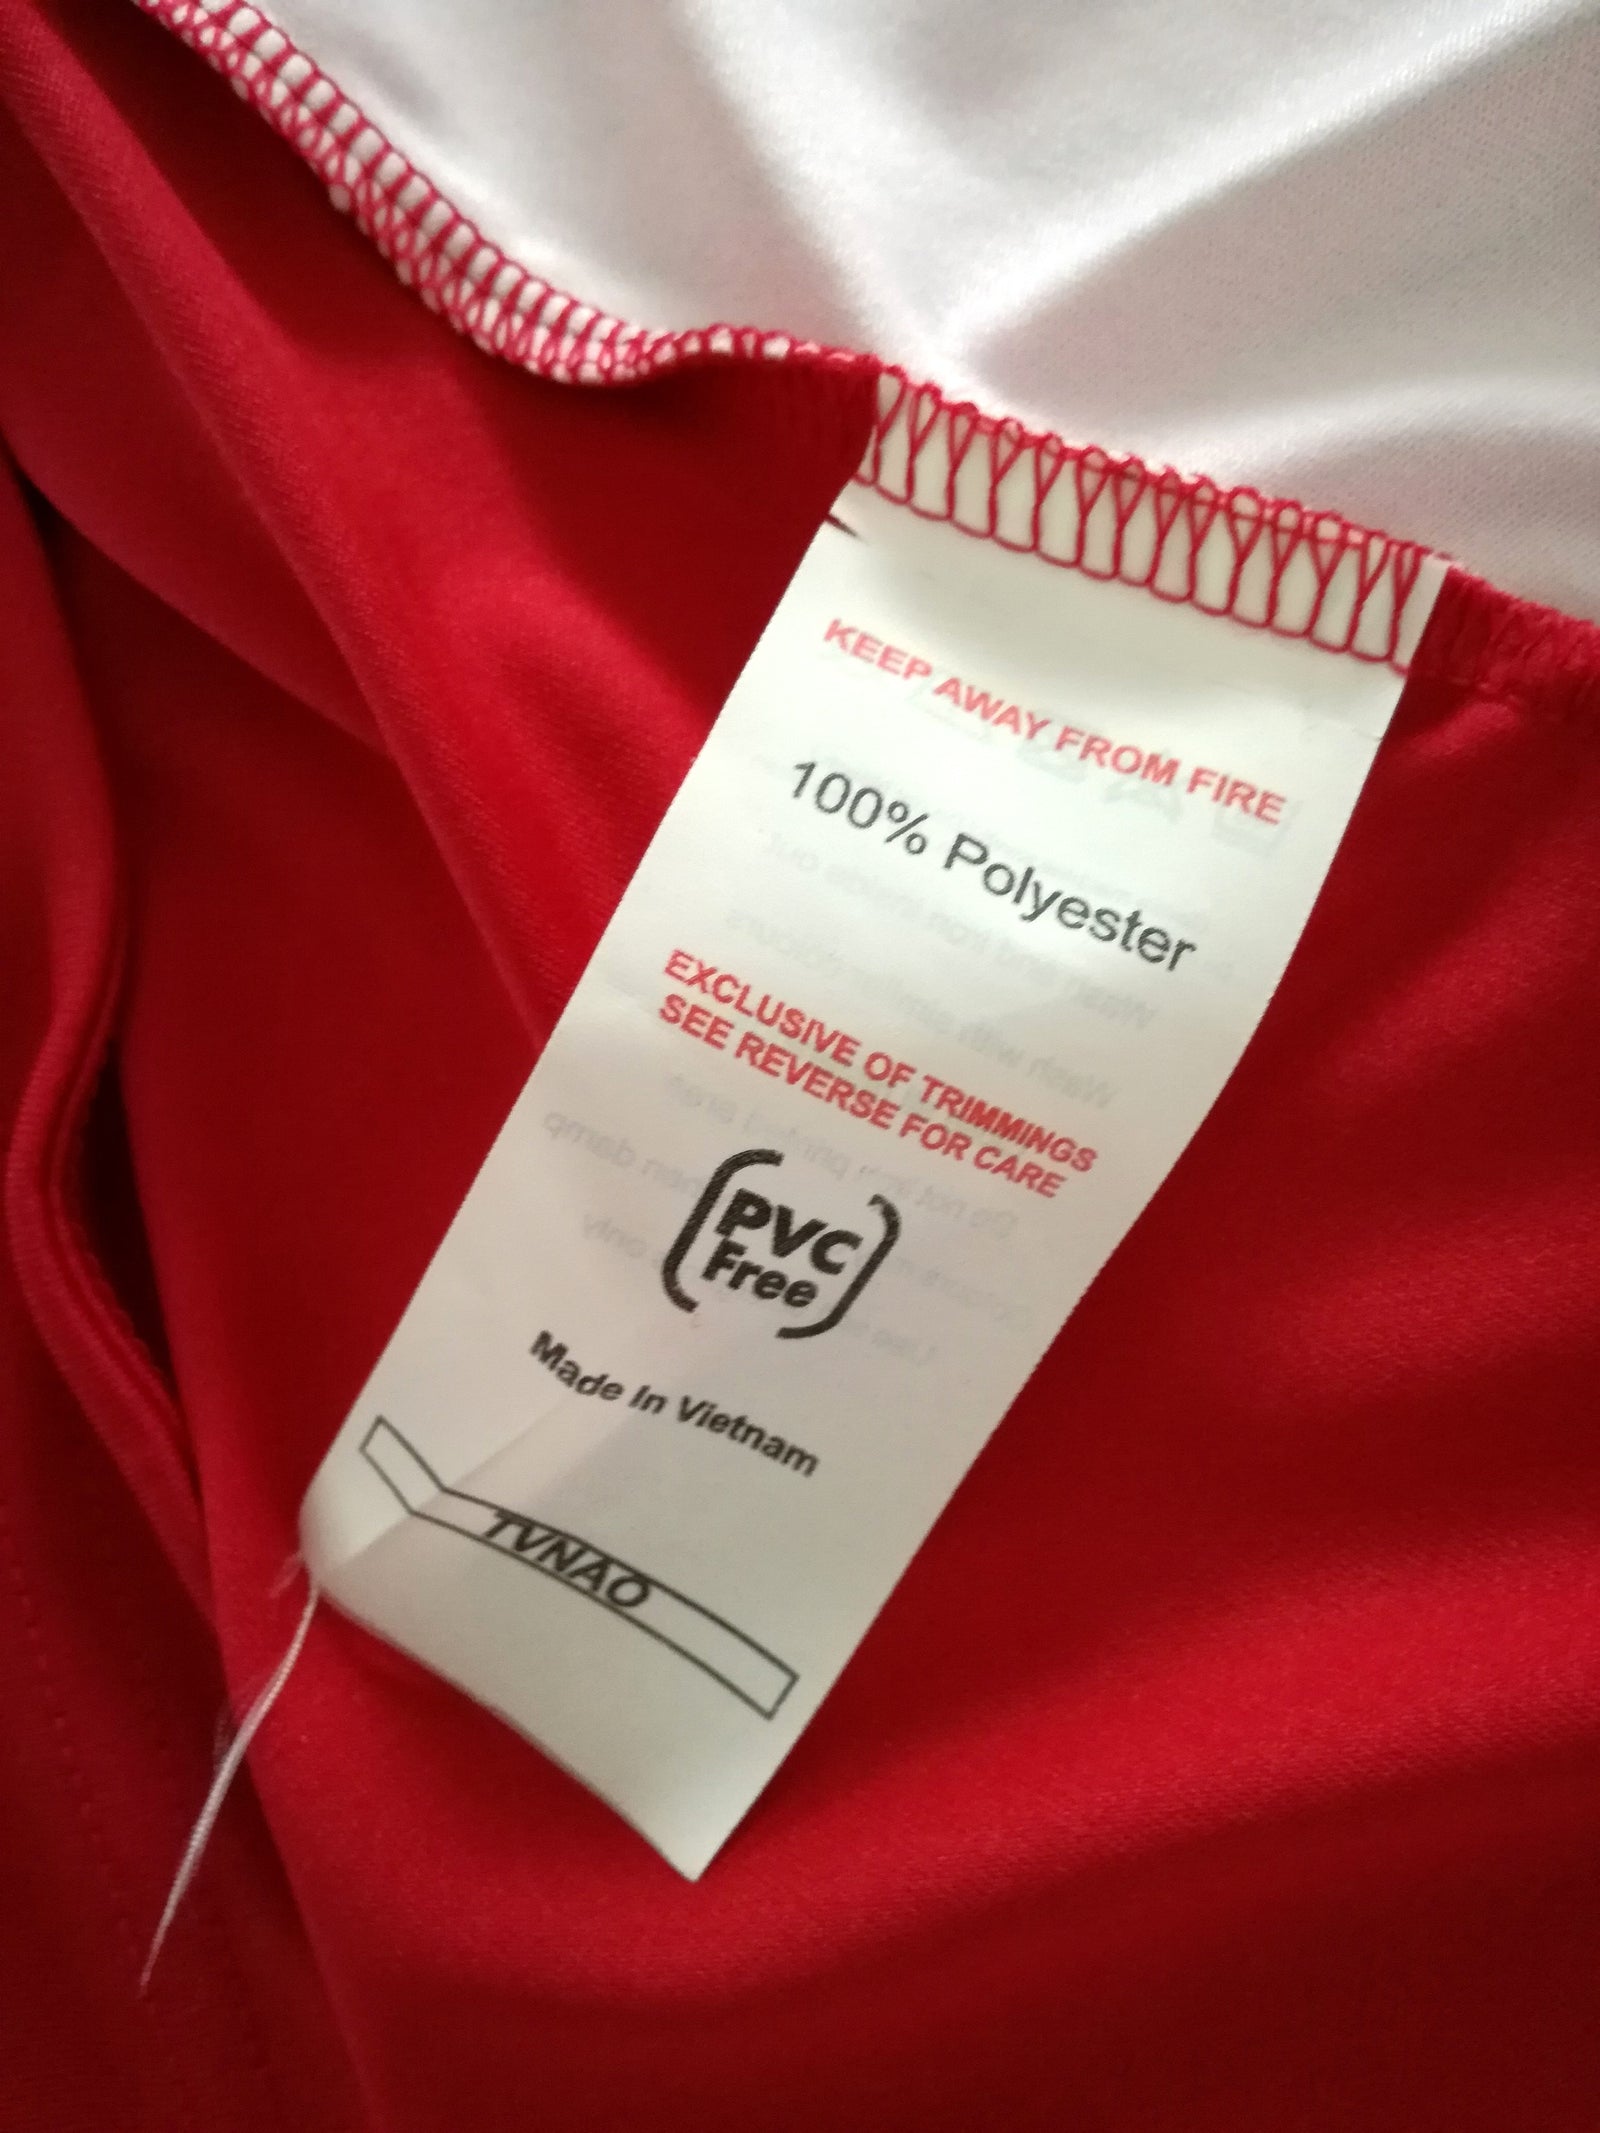 KEEP AWAY FROM FIRE
100% Polyester
EXCLUSIVE OF TRIMMINGS
SEE REVERSE FOR CARE
PVC
Free
Made In Vietnam
TVNAO